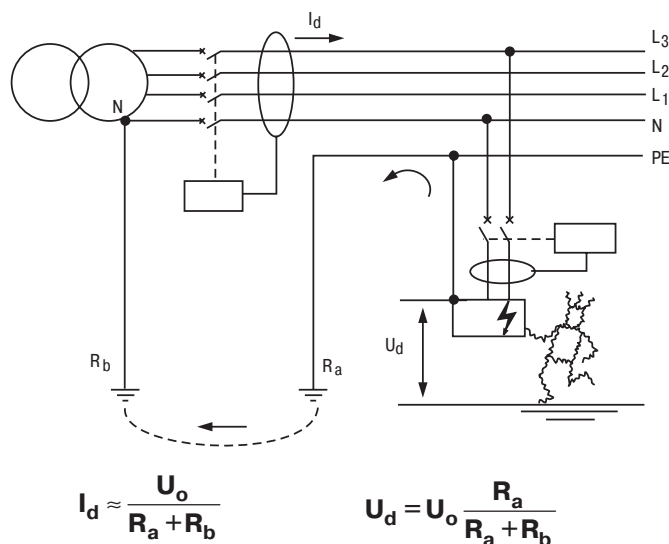 I_d
L_3
L_2
L_1
N
N
PE
U_d
R_b
R_a
I_d ≈ U_o / (R_a + R_b)
U_d = U_o R_a / (R_a + R_b)